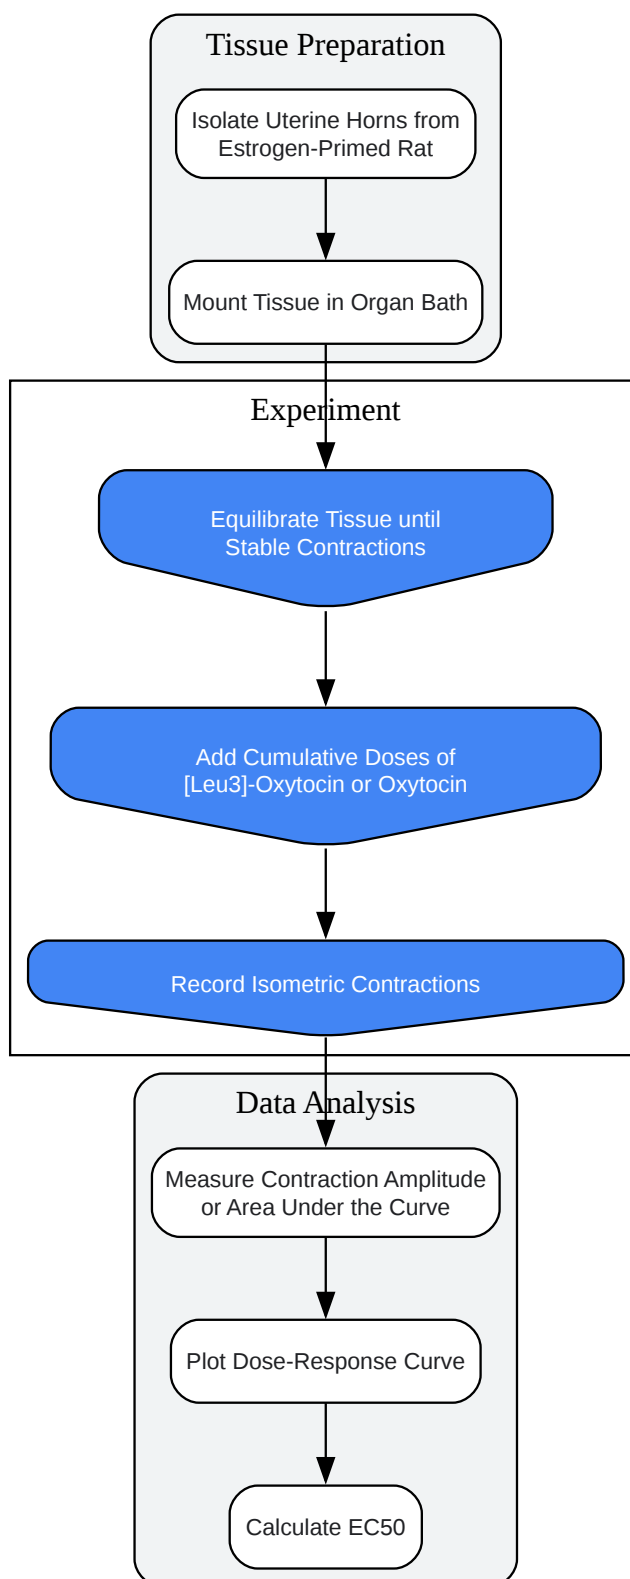 Tissue Preparation
Isolate Uterine Horns from
Estrogen-Primed Rat
Mount Tissue in Organ Bath
Experiment
Equilibrate Tissue until
Stable Contractions
Add Cumulative Doses of
[Leu3]-Oxytocin or Oxytocin
Record Isometric Contractions
Data Analysis
Measure Contraction Amplitude
or Area Under the Curve
Plot Dose-Response Curve
Calculate EC50